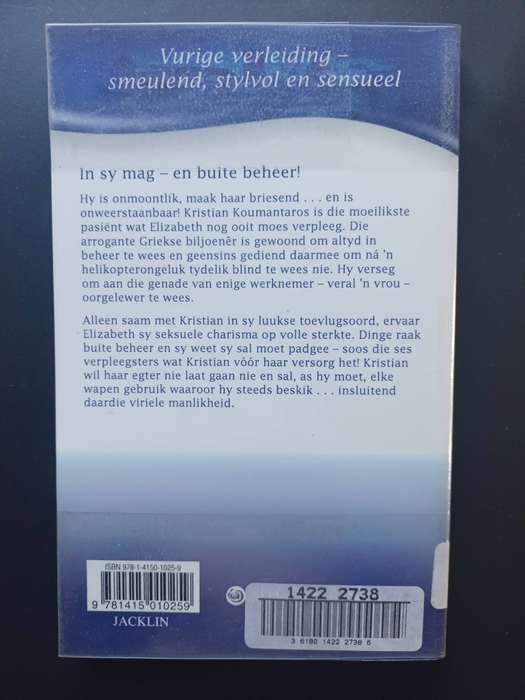 Vurige verleiding –
smeulend, stylvol en sensueel
In sy mag – en buite beheer!
Hy is onmoontlik, maak haar briesend . . . en is
onweerstaanbaar! Kristian Koumantaros is die moeilikste
pasiënt wat Elizabeth nog ooit moes verpleeg. Die
arrogante Griekse biljoenêr is gewoond om altyd in
beheer te wees en geensins gediend daarmee om ná 'n
helikopterongeluk tydelik blind te wees nie. Hy verseg
om aan die genade van enige werknemer – veral 'n vrou –
oorgelewer te wees.
Alleen saam met Kristian in sy luukse toevlugsoord, ervaar
Elizabeth sy seksuele charisma op volle sterkte. Dinge raak
buite beheer en sy weet sy sal moet padgee – soos die ses
verpleegsters wat Kristian vóór haar versorg het! Kristian
wil haar egter nie laat gaan nie en sal, as hy moet, elke
wapen gebruik waaroor hy steeds beskik . . . insluitend
daardie viriele manlikheid.
ISBN 978-1-4150-1025-9
9 781415 010259
JACKLIN
1422 2738
3 6180 1422 2738 6